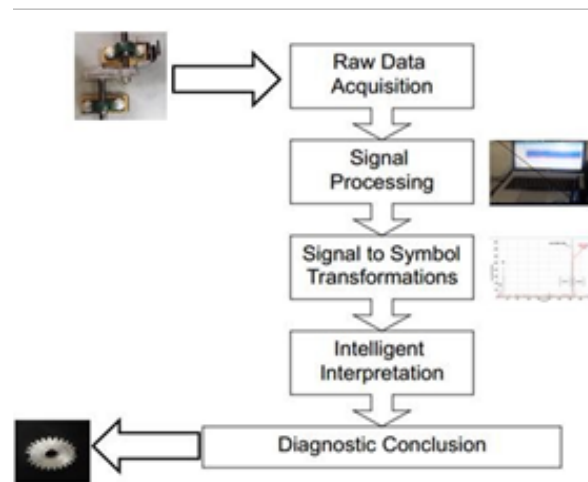 Raw Data
Acquisition
Signal
Processing
Signal to Symbol
Transformations
Intelligent
Interpretation
Diagnostic Conclusion